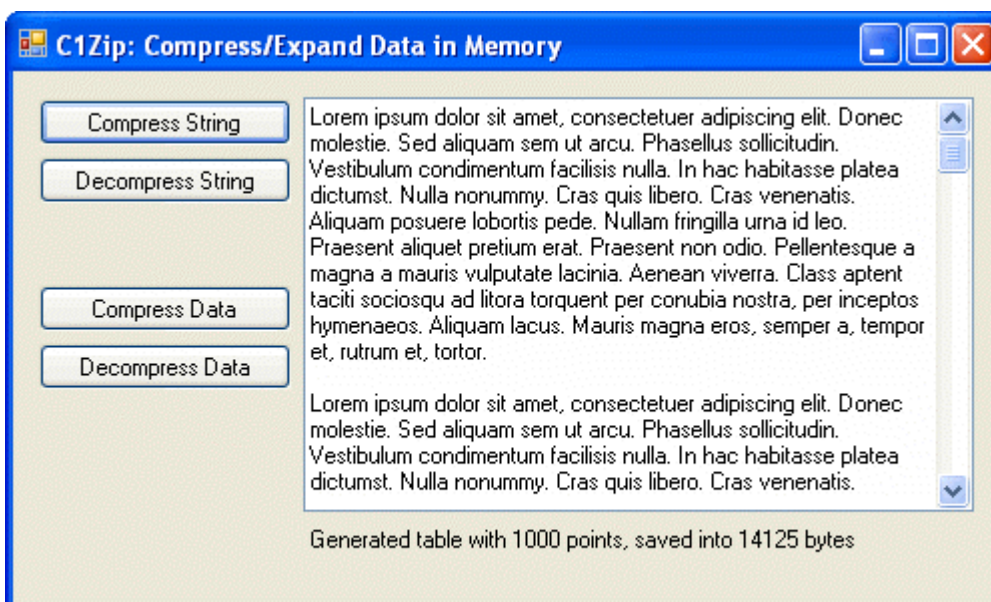 C1Zip: Compress/Expand Data in Memory
Compress String
Decompress String
Compress Data
Decompress Data
Lorem ipsum dolor sit amet, consectetuer adipiscing elit. Donec
molestie. Sed aliquam sem ut arcu. Phasellus sollicitudin.
Vestibulum condimentum facilisis nulla. In hac habitasse platea
dictumst. Nulla nonummy. Cras quis libero. Cras venenatis.
Aliquam posuere lobortis pede. Nullam fringilla urna id leo.
Praesent aliquet pretium erat. Praesent non odio. Pellentesque a
magna a mauris vulputate lacinia. Aenean viverra. Class aptent
taciti sociosqu ad litora torquent per conubia nostra, per inceptos
hymenaeos. Aliquam lacus. Mauris magna eros, semper a, tempor
et, rutrum et, tortor.
Lorem ipsum dolor sit amet, consectetuer adipiscing elit. Donec
molestie. Sed aliquam sem ut arcu. Phasellus sollicitudin.
Vestibulum condimentum facilisis nulla. In hac habitasse platea
dictumst. Nulla nonummy. Cras quis libero. Cras venenatis.
Generated table with 1000 points, saved into 14125 bytes